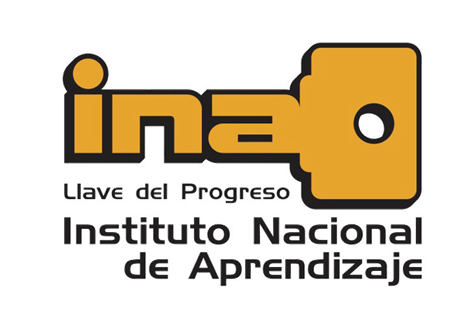 ina
Llave del Progreso
Instituto Nacional
de Aprendizaje